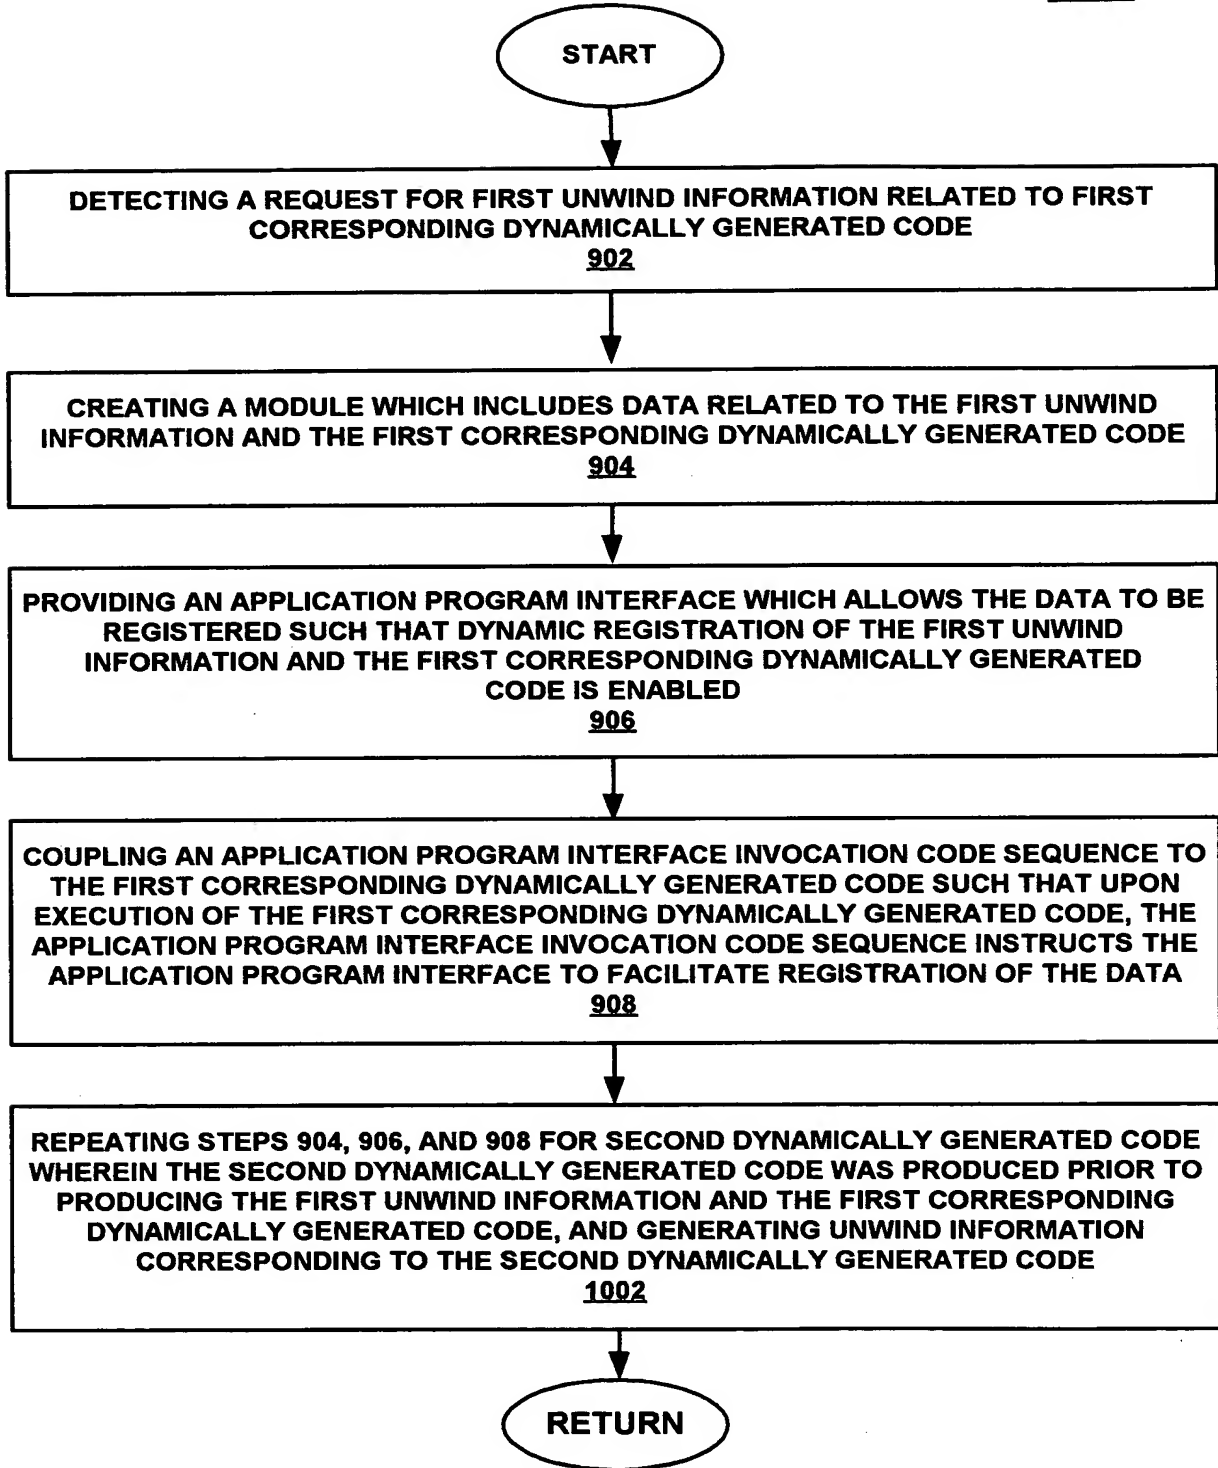 START
DETECTING A REQUEST FOR FIRST UNWIND INFORMATION RELATED TO FIRST
CORRESPONDING DYNAMICALLY GENERATED CODE
902
CREATING A MODULE WHICH INCLUDES DATA RELATED TO THE FIRST UNWIND
INFORMATION AND THE FIRST CORRESPONDING DYNAMICALLY GENERATED CODE
904
PROVIDING AN APPLICATION PROGRAM INTERFACE WHICH ALLOWS THE DATA TO BE
REGISTERED SUCH THAT DYNAMIC REGISTRATION OF THE FIRST UNWIND
INFORMATION AND THE FIRST CORRESPONDING DYNAMICALLY GENERATED
CODE IS ENABLED
906
COUPLING AN APPLICATION PROGRAM INTERFACE INVOCATION CODE SEQUENCE TO
THE FIRST CORRESPONDING DYNAMICALLY GENERATED CODE SUCH THAT UPON
EXECUTION OF THE FIRST CORRESPONDING DYNAMICALLY GENERATED CODE, THE
APPLICATION PROGRAM INTERFACE INVOCATION CODE SEQUENCE INSTRUCTS THE
APPLICATION PROGRAM INTERFACE TO FACILITATE REGISTRATION OF THE DATA
908
REPEATING STEPS 904, 906, AND 908 FOR SECOND DYNAMICALLY GENERATED CODE
WHEREIN THE SECOND DYNAMICALLY GENERATED CODE WAS PRODUCED PRIOR TO
PRODUCING THE FIRST UNWIND INFORMATION AND THE FIRST CORRESPONDING
DYNAMICALLY GENERATED CODE, AND GENERATING UNWIND INFORMATION
CORRESPONDING TO THE SECOND DYNAMICALLY GENERATED CODE
1002
RETURN